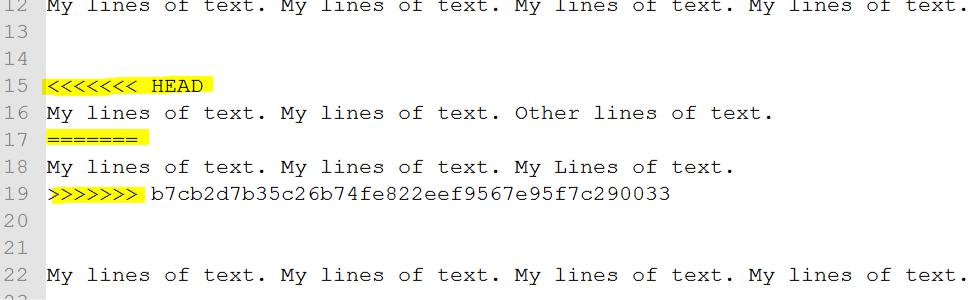 12 My lines of text. My lines of text. My lines of text. My lines of text.
13
14
15 <<<<<<< HEAD
16 My lines of text. My lines of text. Other lines of text.
17 =======
18 My lines of text. My lines of text. My Lines of text.
19 >>>>>>> b7cb2d7b35c26b74fe822eef9567e95f7c290033
20
21
22 My lines of text. My lines of text. My lines of text. My lines of text.
23